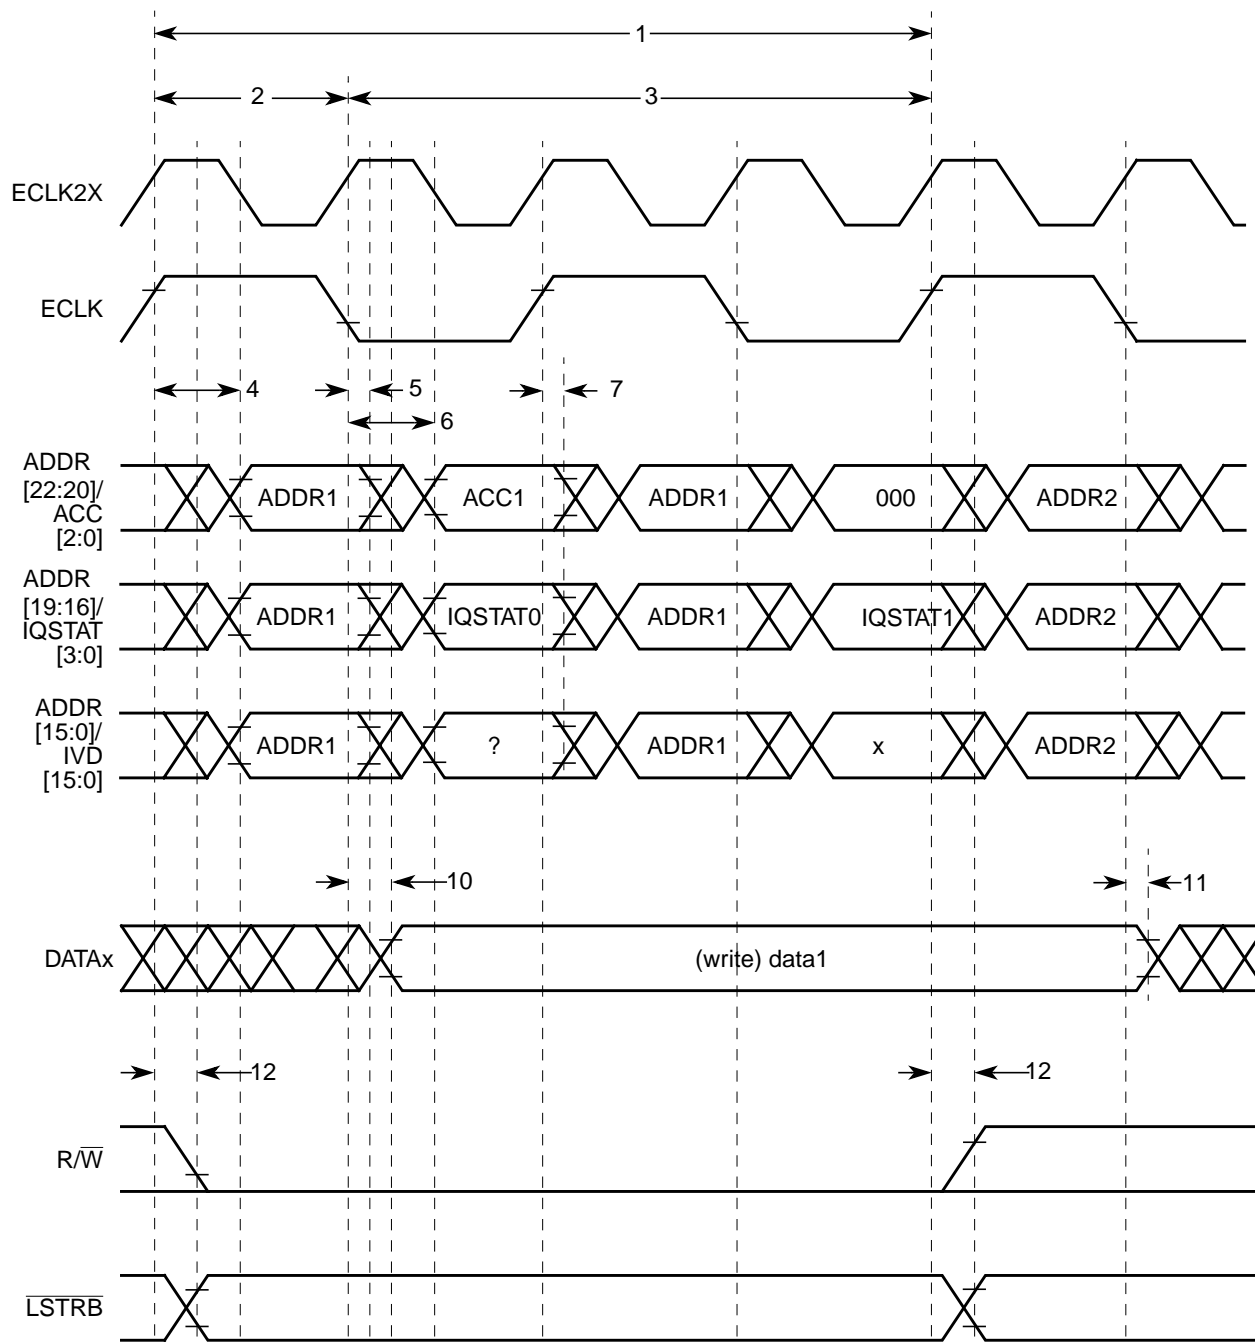 1
2
3
ECLK2X
ECLK
4
5
7
6
ADDR
[22:20]/
ACC
[2:0]
ADDR1
ACC1
ADDR1
000
ADDR2
ADDR
[19:16]/
IQSTAT
[3:0]
ADDR1
IQSTAT0
ADDR1
IQSTAT1
ADDR2
ADDR
[15:0]/
IVD
[15:0]
ADDR1
?
ADDR1
x
ADDR2
10
11
DATAx
(write) data1
12
12
R/W̅
L̅S̅T̅R̅B̅